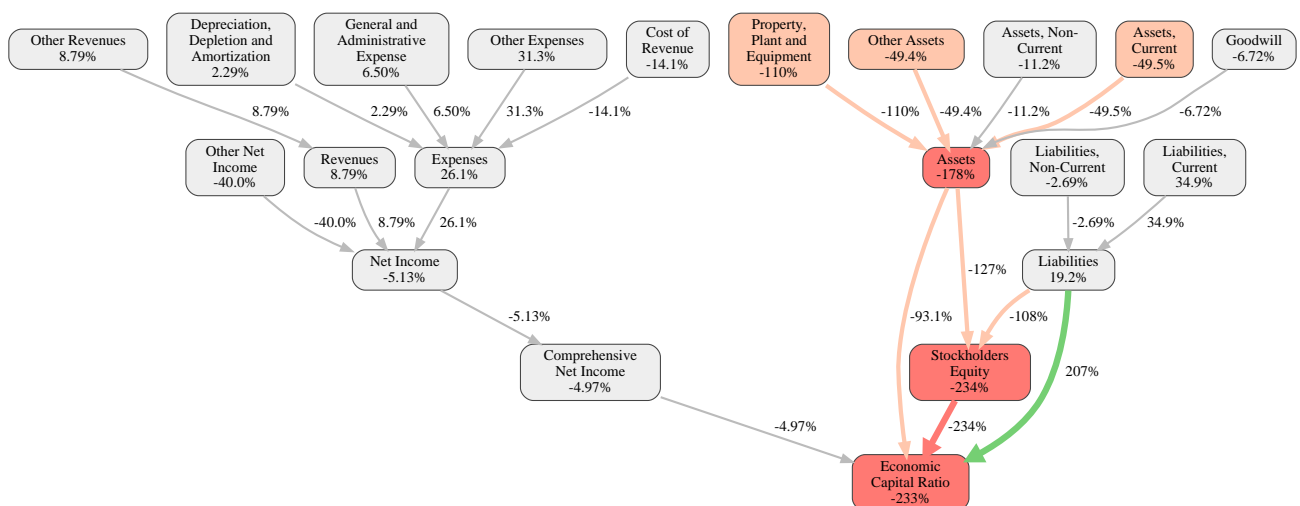 Other Revenues
8.79%
Depreciation,
Depletion and
Amortization
2.29%
General and
Administrative
Expense
6.50%
Other Expenses
31.3%
Cost of
Revenue
-14.1%
Property,
Plant and
Equipment
-110%
Other Assets
-49.4%
Assets, Non-
Current
-11.2%
Assets,
Current
-49.5%
Goodwill
-6.72%
8.79%
2.29%
6.50%
31.3%
-14.1%
-110%
-49.4%
-11.2%
-49.5%
-6.72%
Other Net
Income
-40.0%
Revenues
8.79%
Expenses
26.1%
Assets
-178%
Liabilities,
Non-Current
-2.69%
Liabilities,
Current
34.9%
-40.0%
8.79%
26.1%
-2.69%
34.9%
Net Income
-5.13%
-127%
Liabilities
19.2%
-5.13%
-93.1%
-108%
Comprehensive
Net Income
-4.97%
Stockholders
Equity
-234%
207%
-4.97%
-234%
Economic
Capital Ratio
-233%